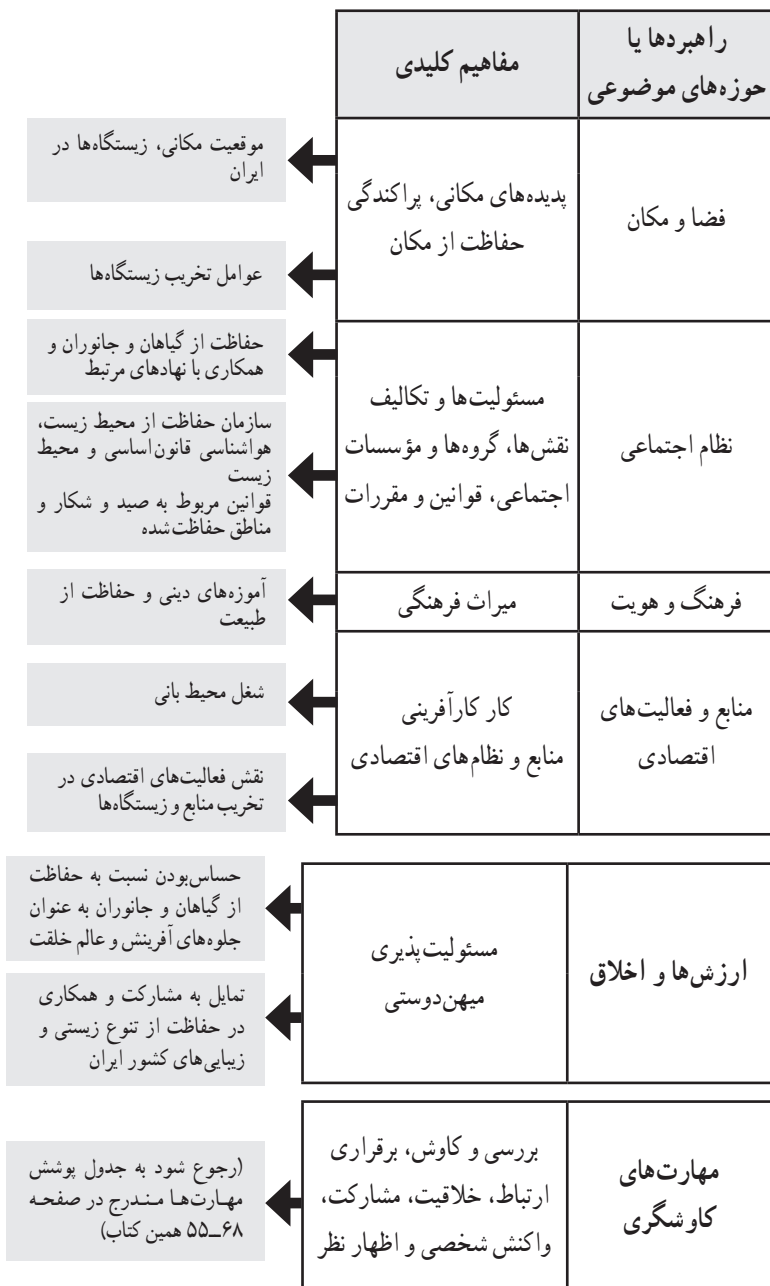 راهبردها یا
حوزه‌های موضوعی
مفاهیم کلیدی
فضا و مکان
پدیده‌های مکانی، پراکندگی
حفاظت از مکان
موقعیت مکانی، زیستگاه‌ها در
ایران
عوامل تخریب زیستگاه‌ها
نظام اجتماعی
مسئولیت‌ها و تکالیف
نقش‌ها، گروه‌ها و مؤسسات
اجتماعی، قوانین و مقررات
حفاظت از گیاهان و جانوران و
همکاری با نهادهای مرتبط
سازمان حفاظت از محیط زیست،
هواشناسی قانون‌اساسی و محیط
زیست
قوانین مربوط به صید و شکار و
مناطق حفاظت‌شده
فرهنگ و هویت
میراث فرهنگی
آموزه‌های دینی و حفاظت از
طبیعت
منابع و فعالیت‌های
اقتصادی
کار کارآفرینی
منابع و نظام‌های اقتصادی
شغل محیط بانی
نقش فعالیت‌های اقتصادی در
تخریب منابع و زیستگاه‌ها
ارزش‌ها و اخلاق
مسئولیت‌پذیری
میهن‌دوستی
حساس‌بودن نسبت به حفاظت
از گیاهان و جانوران به عنوان
جلوه‌های آفرینش و عالم خلقت
تمایل به مشارکت و همکاری
در حفاظت از تنوع زیستی و
زیبایی‌های کشور ایران
مهارت‌های
کاوشگری
بررسی و کاوش، برقراری
ارتباط، خلاقیت، مشارکت،
واکنش شخصی و اظهار نظر
(رجوع شود به جدول پوشش
مهارت‌ها مندرج در صفحه
۶۸ــ۵۵ همین کتاب)